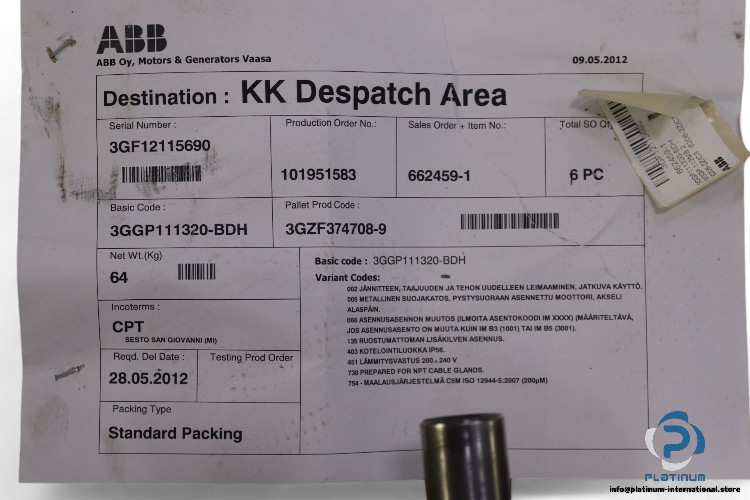 ABB
ABB Oy, Motors & Generators Vaasa
09.05.2012
Destination : KK Despatch Area
Serial Number :
3GF12115690
Production Order No.:
101951583
Sales Order + Item No.:
662459-1
Total SO Qt
6 PC
Basic Code :
3GGP111320-BDH
Pallet Prod Code :
3GZF374708-9
Net Wt.(Kg)
64
Incoterms :
CPT
SESTO SAN GIOVANNI (MI)
Reqd. Del Date :
28.05.2012
Testing Prod Order
Packing Type
Standard Packing
Basic code : 3GGP111320-BDH
Variant Codes:
002 JÄNNITTEEN, TAAJUUDEN JA TEHON UUDELLEEN LEIMAAMINEN, JATKUVA KÄYTTÖ.
005 METALLINEN SUOJAKATOS, PYSTYSUORAAN ASENNETTU MOOTTORI, AKSELI
ALASPÄIN.
066 ASENNUSASENNON MUUTOS (ILMOITA ASENTOKOODI IM XXXX) (MÄÄRITELTÄVÄ,
JOS ASENNUSASENTO ON MUUTA KUIN IM B3 (1001) TAI IM B5 (3001).
135 RUOSTUMATTOMAN LISÄKILVEN ASENNUS.
403 KOTELOINTILUOKKA IP56.
451 LÄMMITYSVASTUS 200 - 240 V
730 PREPARED FOR NPT CABLE GLANDS.
754 - MAALAUSJÄRJESTELMÄ C5M ISO 12944-5:2007 (200µM)
ABB
662459-1
PLATINUM
info@platinum-international.store